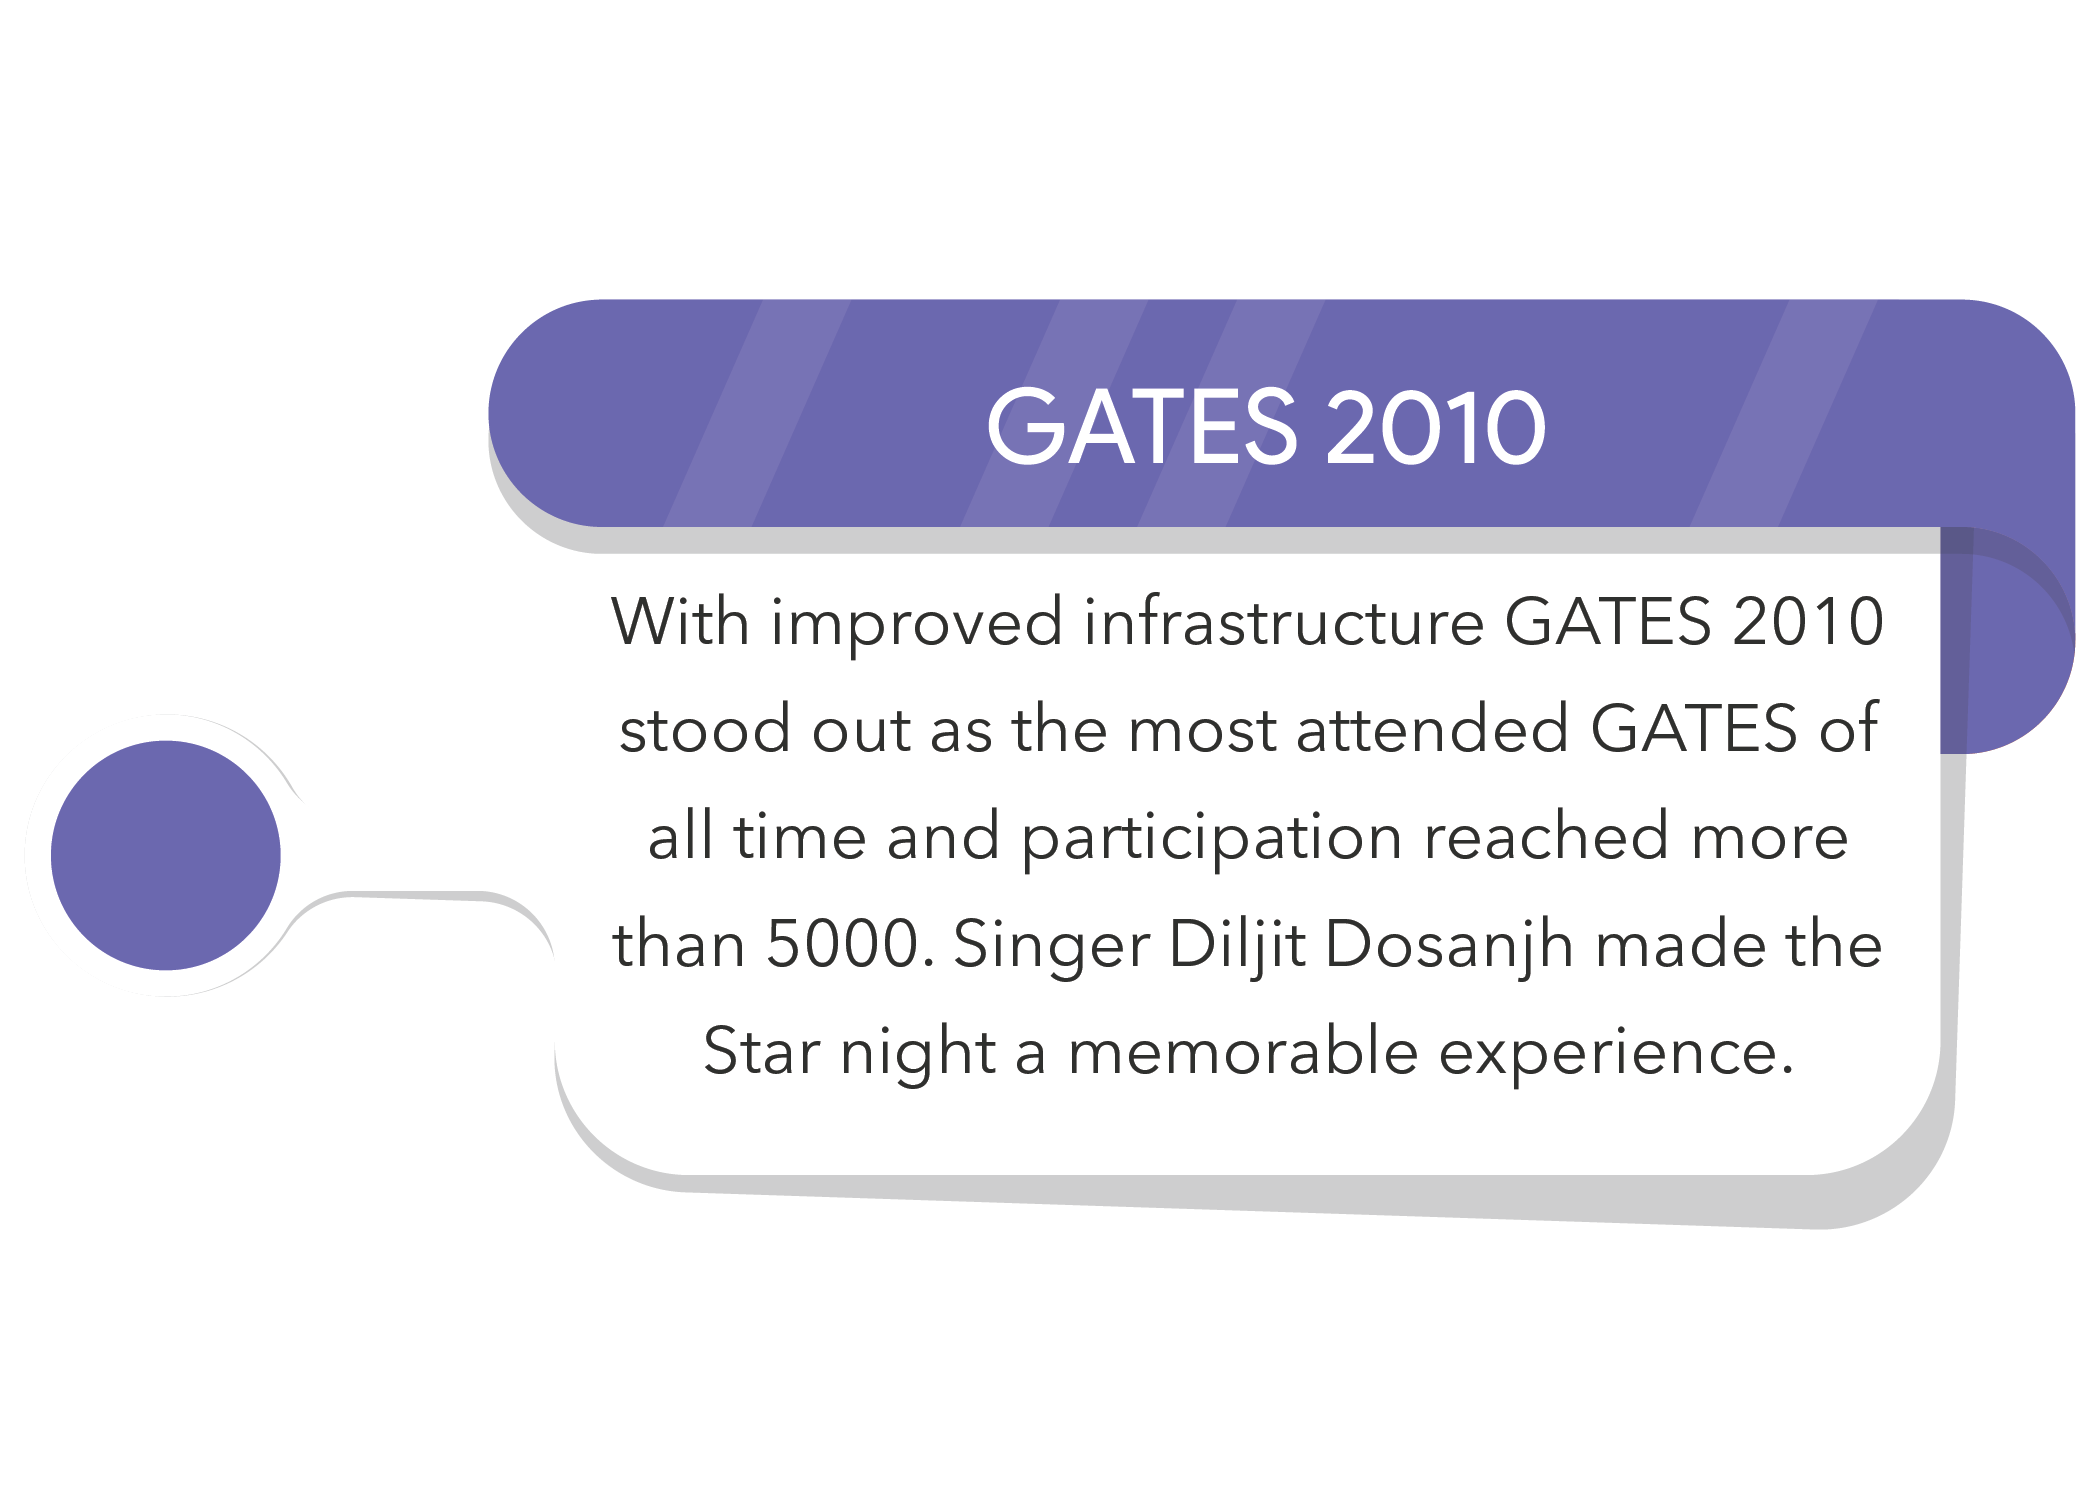 GATES 2010
With improved infrastructure GATES 2010
stood out as the most attended GATES of
all time and participation reached more
than 5000. Singer Diljit Dosanjh made the
Star night a memorable experience.